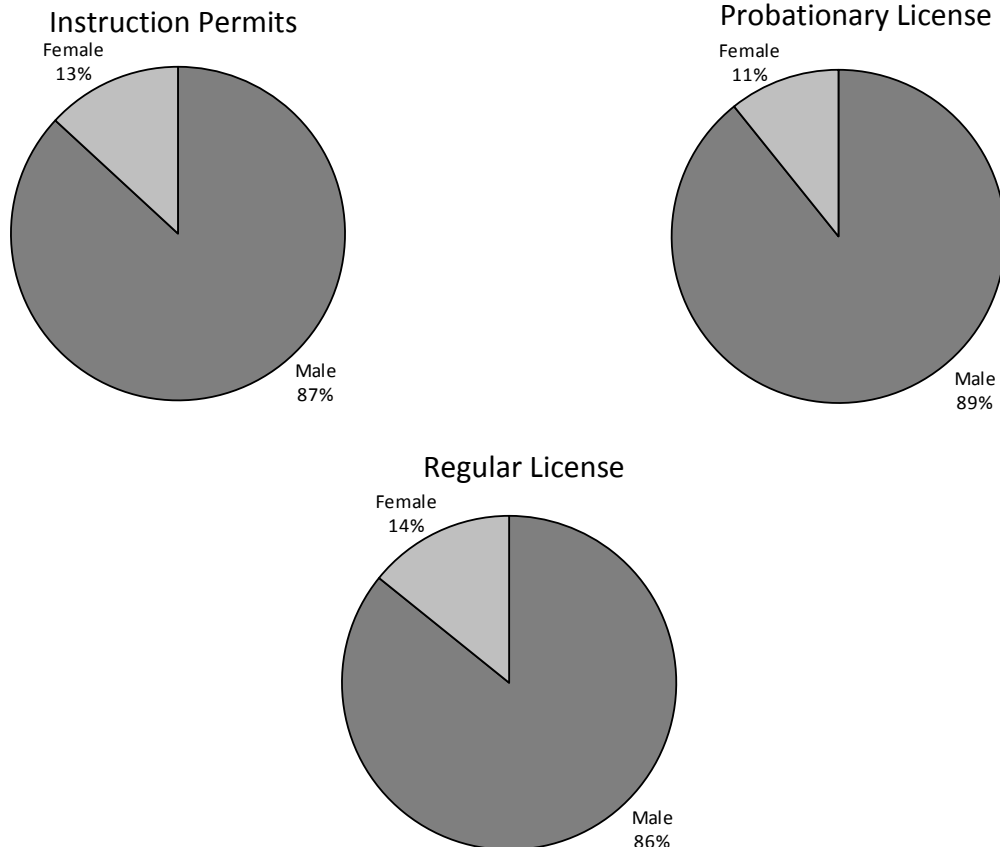 Instruction Permits
Female
13%
Male
87%
Probationary License
Female
11%
Male
89%
Regular License
Female
14%
Male
86%